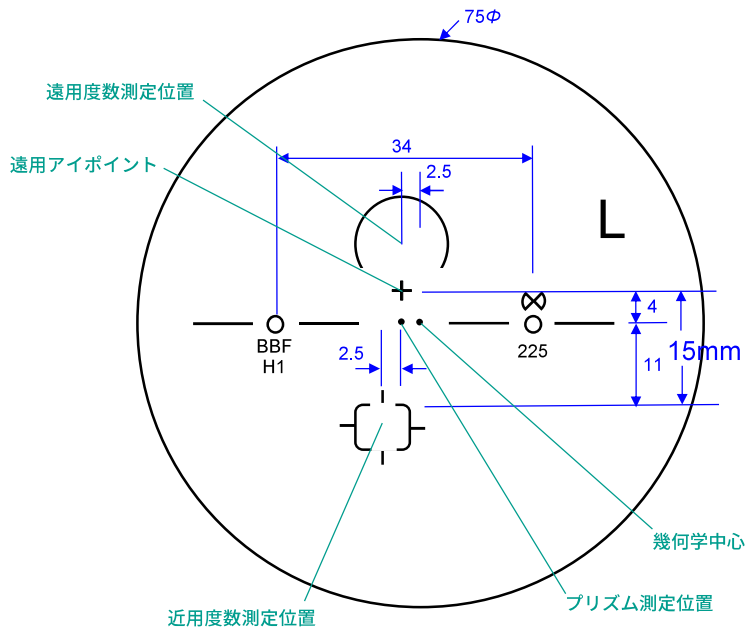 75Φ
遠用度数測定位置
34
遠用アイポイント
2.5
L
4
BBF
H1
2.5
225
11
15mm
幾何学中心
プリズム測定位置
近用度数測定位置